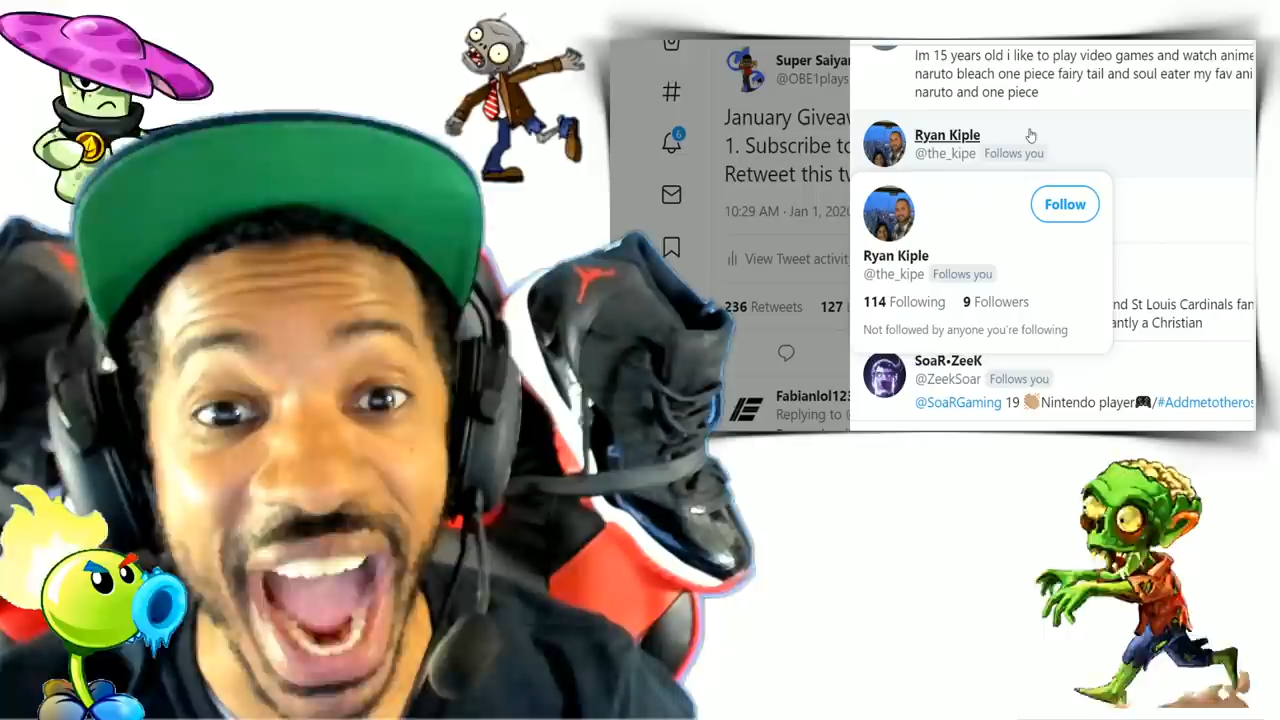 Super Saiya
@OBE1plays
January Giveaw
1. Subscribe to
Retweet this tv
10:29 AM · Jan 1, 2020
View Tweet activit
236 Retweets 127
Fabianlol123
Replying to @
Im 15 years old i like to play video games and watch anime
naruto bleach one piece fairy tail and soul eater my fav ani
naruto and one piece
Ryan Kiple
@the_kipe Follows you
Follow
Ryan Kiple
@the_kipe Follows you
114 Following 9 Followers
Not followed by anyone you're following
nd St Louis Cardinals fan
antly a Christian
SoaR•ZeeK
@ZeekSoar Follows you
@SoaRGaming 19 👏🏽Nintendo player🎮/#Addmetotheros
6